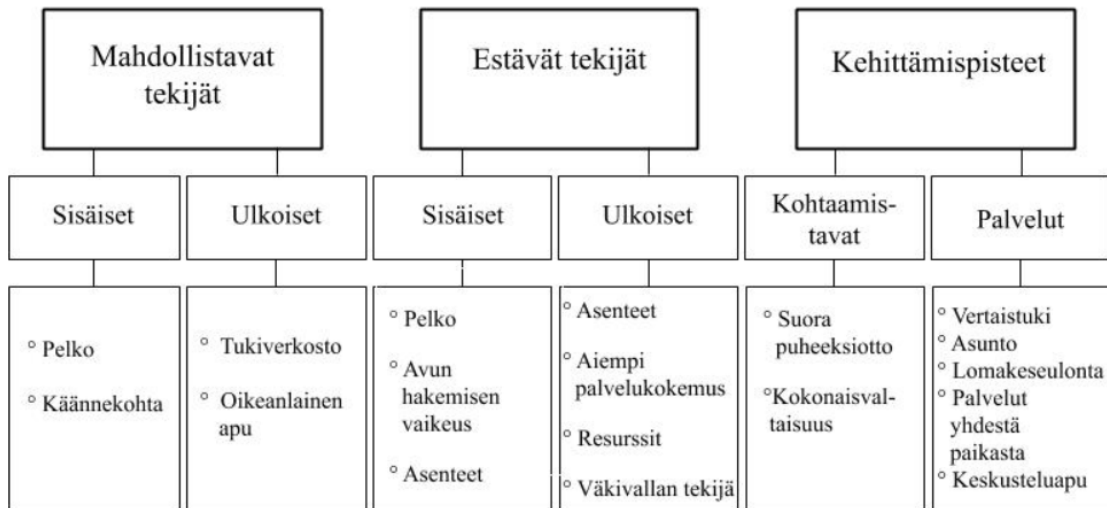 Mahdollistavat
tekijät
Estävät tekijät
Kehittämispisteet
Sisäiset
Ulkoiset
Sisäiset
Ulkoiset
Kohtaamis-
tavat
Palvelut
° Pelko
° Käännekohta
° Tukiverkosto
° Oikeanlainen
apu
° Pelko
° Avun
hakemisen
vaikeus
° Asenteet
° Asenteet
° Aiempi
palvelukokemus
° Resurssit
° Väkivallan tekijä
° Suora
puheeksiotto
°Kokonaisval-
taisuus
° Vertaistuki
° Asunto
° Lomakeseulonta
° Palvelut
yhdestä
paikasta
° Keskusteluapu